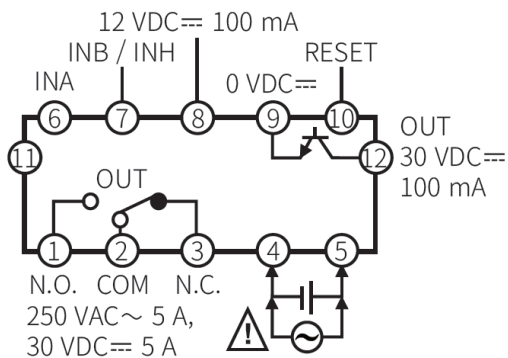 12 VDC⎓ 100 mA
INB / INH
RESET
INA
0 VDC⎓
6 7 8 9 10
OUT
11
12
30 VDC⎓
100 mA
OUT
1 2 3 4 5
N.O. COM N.C.
250 VAC～ 5 A,
30 VDC⎓ 5 A
!